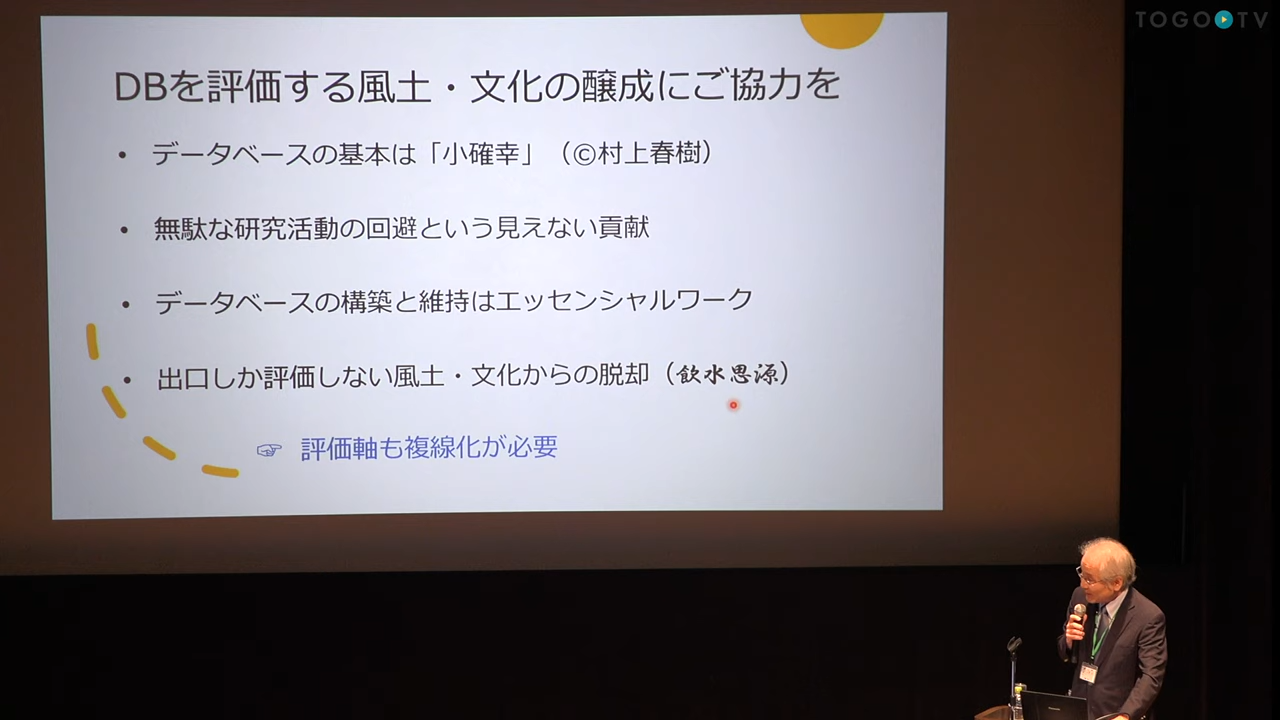 TOGO TV
DBを評価する風土・文化の醸成にご協力を
• データベースの基本は「小確幸」（©村上春樹）
• 無駄な研究活動の回避という見えない貢献
• データベースの構築と維持はエッセンシャルワーク
• 出口しか評価しない風土・文化からの脱却（飲水思源）
☞ 評価軸も複線化が必要